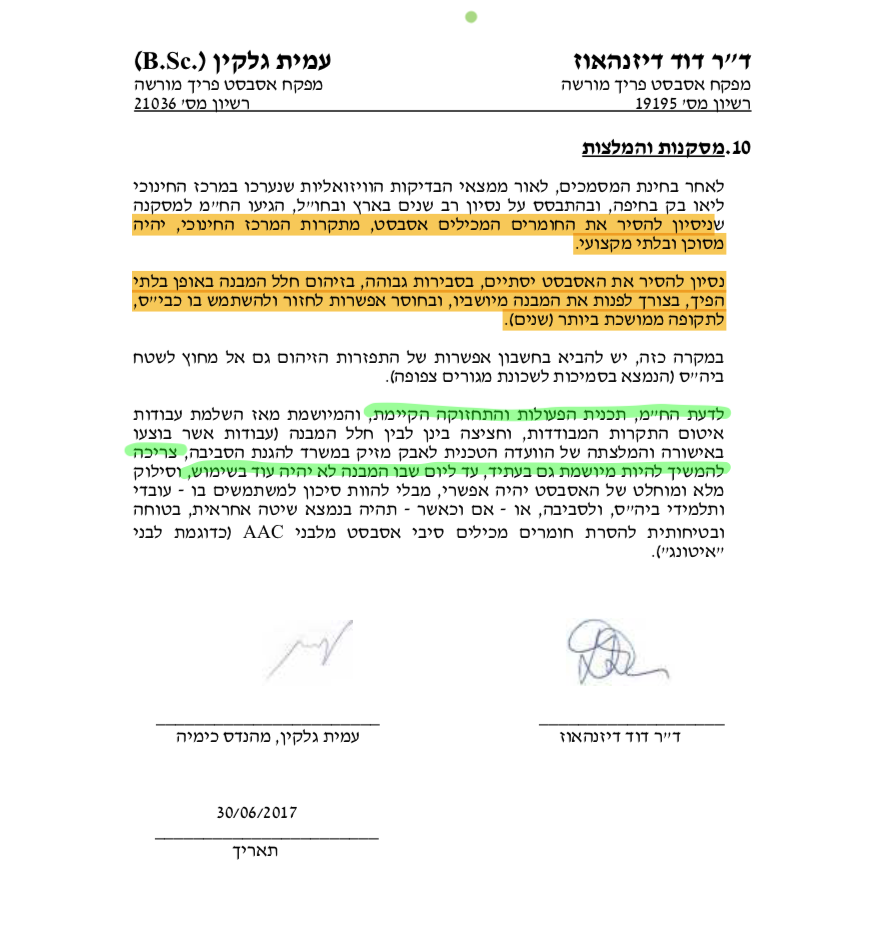 ד״ר דוד דיזנהאוז
מפקח אסבסט פריך מורשה
רשיון מס׳ 19195
עמית גלקין (B.Sc.)
מפקח אסבסט פריך מורשה
רשיון מס׳ 21036
10. מסקנות והמלצות
לאחר בחינת המסמכים, לאור ממצאי הבדיקות הוויזואליות שנערכו במרכז החינוכי
ליאו בק בחיפה, ובהתבסס על נסיון רב שנים בארץ ובחו״ל, הגיעו הח״מ למסקנה
שניסיון להסיר את החומרים המכילים אסבסט, מתקרות המרכז החינוכי, יהיה
מסוכן ובלתי מקצועי.
נסיון להסיר את האסבסט יסתיים, בסבירות גבוהה, בזיהום חלל המבנה באופן בלתי
הפיך, בצורך לפנות את המבנה מיושביו, ובחוסר אפשרות לחזור ולהשתמש בו כבי״ס,
לתקופה ממושכת ביותר (שנים).
במקרה כזה, יש להביא בחשבון אפשרות של התפזרות הזיהום גם אל מחוץ לשטח
ביה״ס (הנמצא בסמיכות לשכונת מגורים צפופה).
לדעת הח״מ, תכנית הפעולות והתחזוקה הקיימת, והמיושמת מאז השלמת עבודות
איטום התקרות המבודדות, וחציצה בינן לבין חלל המבנה (עבודות אשר בוצעו
באישורה והמלצתה של הוועדה הטכנית לאבק מזיק במשרד להגנת הסביבה, צריכה
להמשיך להיות מיושמת גם בעתיד, עד ליום שבו המבנה לא יהיה עוד בשימוש, וסילוק
מלא ומוחלט של האסבסט יהיה אפשרי, מבלי להוות סיכון למשתמשים בו - עובדי
ותלמידי ביה״ס, ולסביבה, או - אם וכאשר - תהיה בנמצא שיטה אחראית, בטוחה
ובטיחותית להסרת חומרים מכילים סיבי אסבסט מלבני AAC (כדוגמת לבני
״איטונג״).
ד״ר דוד דיזנהאוז
עמית גלקין, מהנדס כימיה
30/06/2017
תאריך